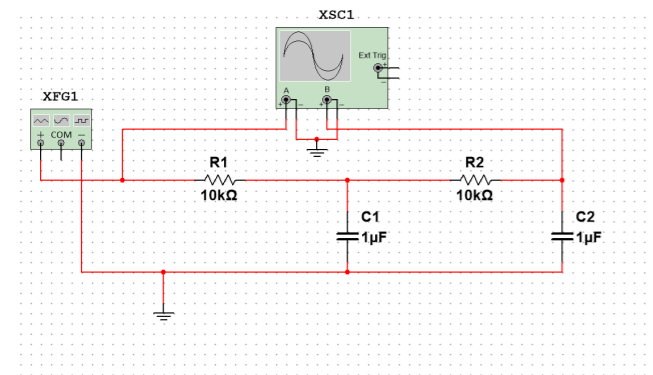 XSC1
Ext Trig
+
−
A
B
+ − + −
XFG1
+ COM −
R1
10kΩ
R2
10kΩ
C1
1µF
C2
1µF